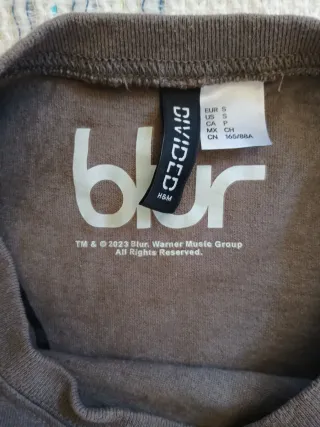 DIVIDED
H&M
EUR S
US S
CA P
MX CH
CN 165/88A
blur
TM & © 2023 Blur. Warner Music Group
All Rights Reserved.